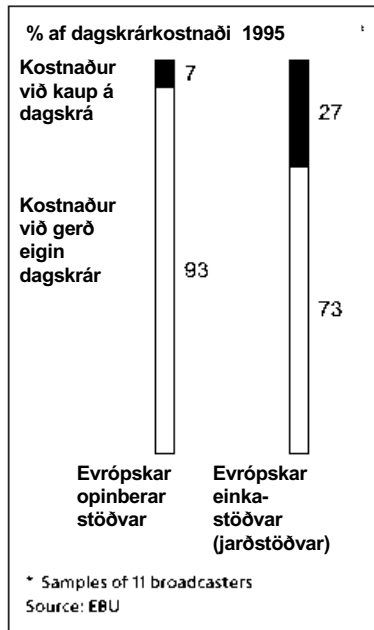 % af dagskrárkostnaði 1995 *
Kostnaður
við kaup á
dagskrá
7
27
Kostnaður
við gerð
eigin
dagskrár
93
73
Evrópskar
opinberar
stöðvar
Evrópskar
einka-
stöðvar
(jarðstöðvar)
* Samples of 11 broadcasters
Source: EBU